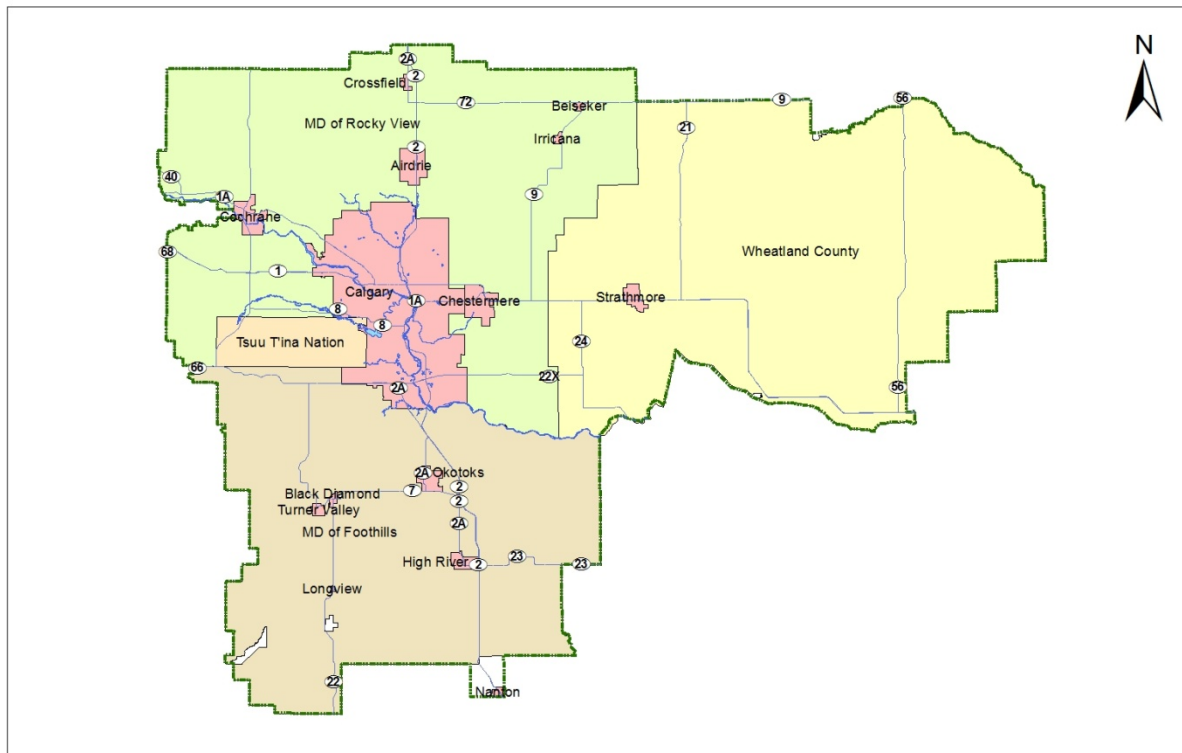 N
2A
2
Crossfield
72
9
56
Beiseker
MD of Rocky View
21
Irricana
2
Airdrie
40
1A
9
Cochrane
68
Wheatland County
1
Calgary
1A
Chestermere
Strathmore
8
8
Tsuu T'ina Nation
24
66
22X
2A
56
2A
Okotoks
7
2
Black Diamond
2
Turner Valley
2A
MD of Foothills
High River
2
23
23
Longview
22
Nanton